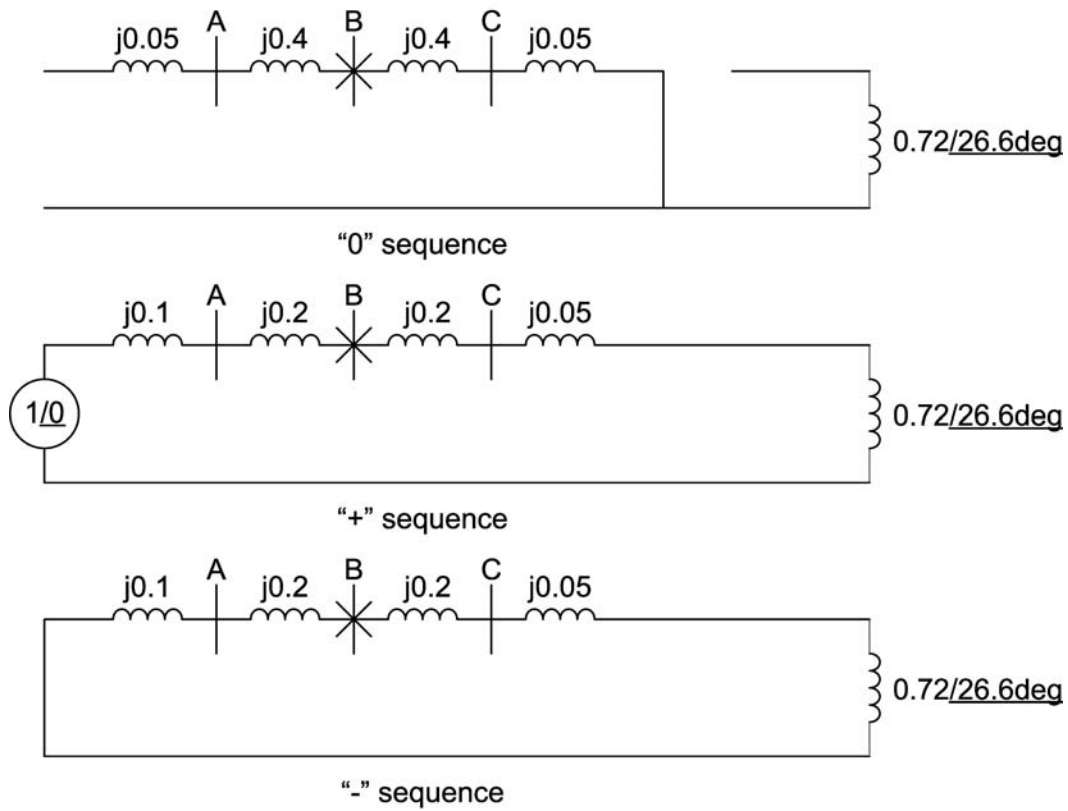 A B C
j0.05 j0.4 j0.4 j0.05
0.72/26.6deg
“0” sequence
A B C
j0.1 j0.2 j0.2 j0.05
1/0
0.72/26.6deg
“+” sequence
A B C
j0.1 j0.2 j0.2 j0.05
0.72/26.6deg
“-” sequence